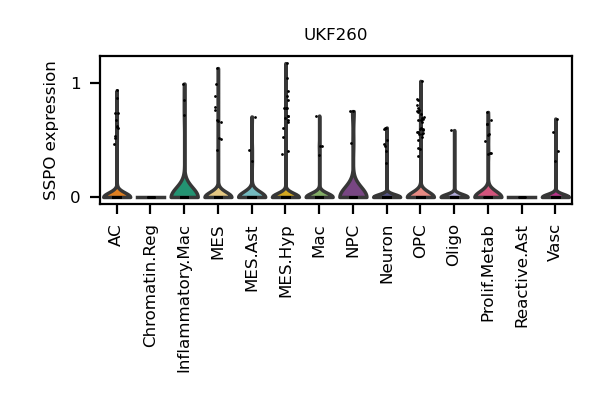 UKF260
SSPO expression
1
0
AC
Chromatin.Reg
Inflammatory.Mac
MES
MES.Ast
MES.Hyp
Mac
NPC
Neuron
OPC
Oligo
Prolif.Metab
Reactive.Ast
Vasc